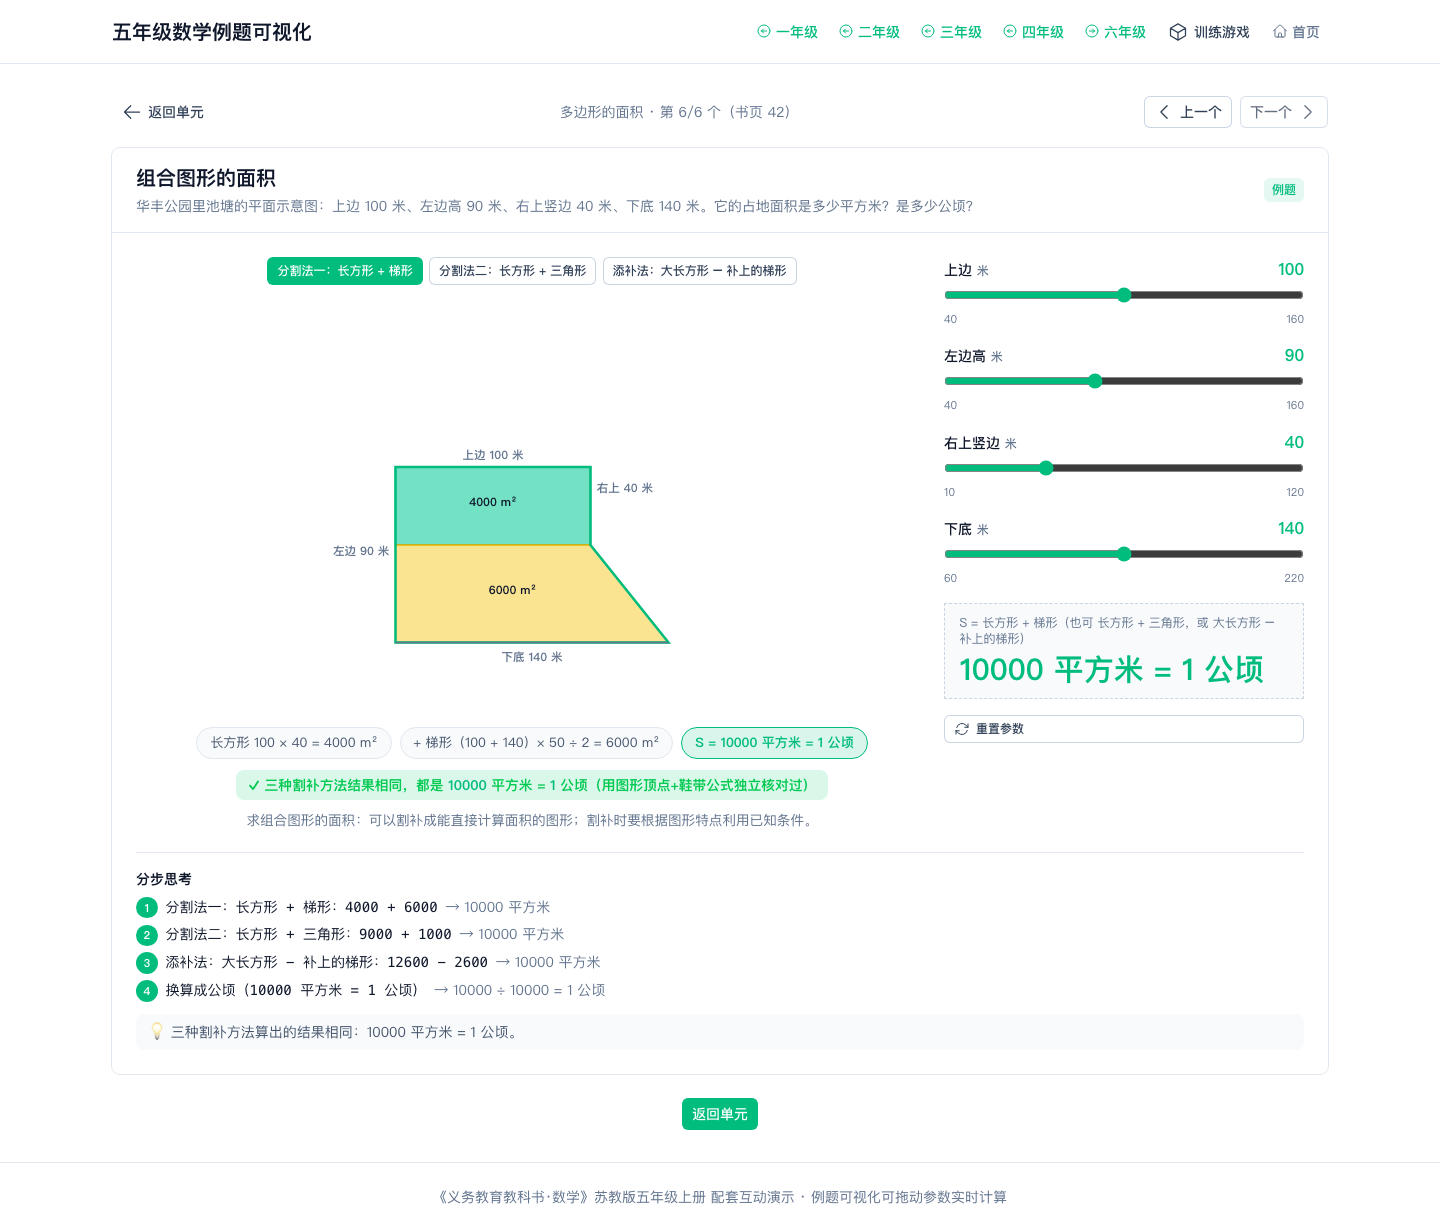 五年级数学例题可视化
一年级 二年级 三年级 四年级 六年级 训练游戏 首页
返回单元
多边形的面积 · 第 6/6 个（书页 42）
上一个 下一个
组合图形的面积
华丰公园里池塘的平面示意图：上边 100 米、左边高 90 米、右上竖边 40 米、下底 140 米。它的占地面积是多少平方米？是多少公顷？
例题
分割法一：长方形 + 梯形 分割法二：长方形 + 三角形 添补法：大长方形 − 补上的梯形
上边 100 米
右上 40 米
4000 m²
左边 90 米
6000 m²
下底 140 米
长方形 100 × 40 = 4000 m² + 梯形（100 + 140）× 50 ÷ 2 = 6000 m² S = 10000 平方米 = 1 公顷
✓ 三种割补方法结果相同，都是 10000 平方米 = 1 公顷（用图形顶点+鞋带公式独立核对过）
求组合图形的面积：可以割补成能直接计算面积的图形；割补时要根据图形特点利用已知条件。
上边 米 100
40 160
左边高 米 90
40 160
右上竖边 米 40
10 120
下底 米 140
60 220
S = 长方形 + 梯形（也可 长方形 + 三角形，或 大长方形 −
补上的梯形）
10000 平方米 = 1 公顷
重置参数
分步思考
1 分割法一：长方形 + 梯形：4000 + 6000 → 10000 平方米
2 分割法二：长方形 + 三角形：9000 + 1000 → 10000 平方米
3 添补法：大长方形 − 补上的梯形：12600 − 2600 → 10000 平方米
4 换算成公顷（10000 平方米 = 1 公顷） → 10000 ÷ 10000 = 1 公顷
💡 三种割补方法算出的结果相同：10000 平方米 = 1 公顷。
返回单元
《义务教育教科书·数学》苏教版五年级上册 配套互动演示 · 例题可视化可拖动参数实时计算